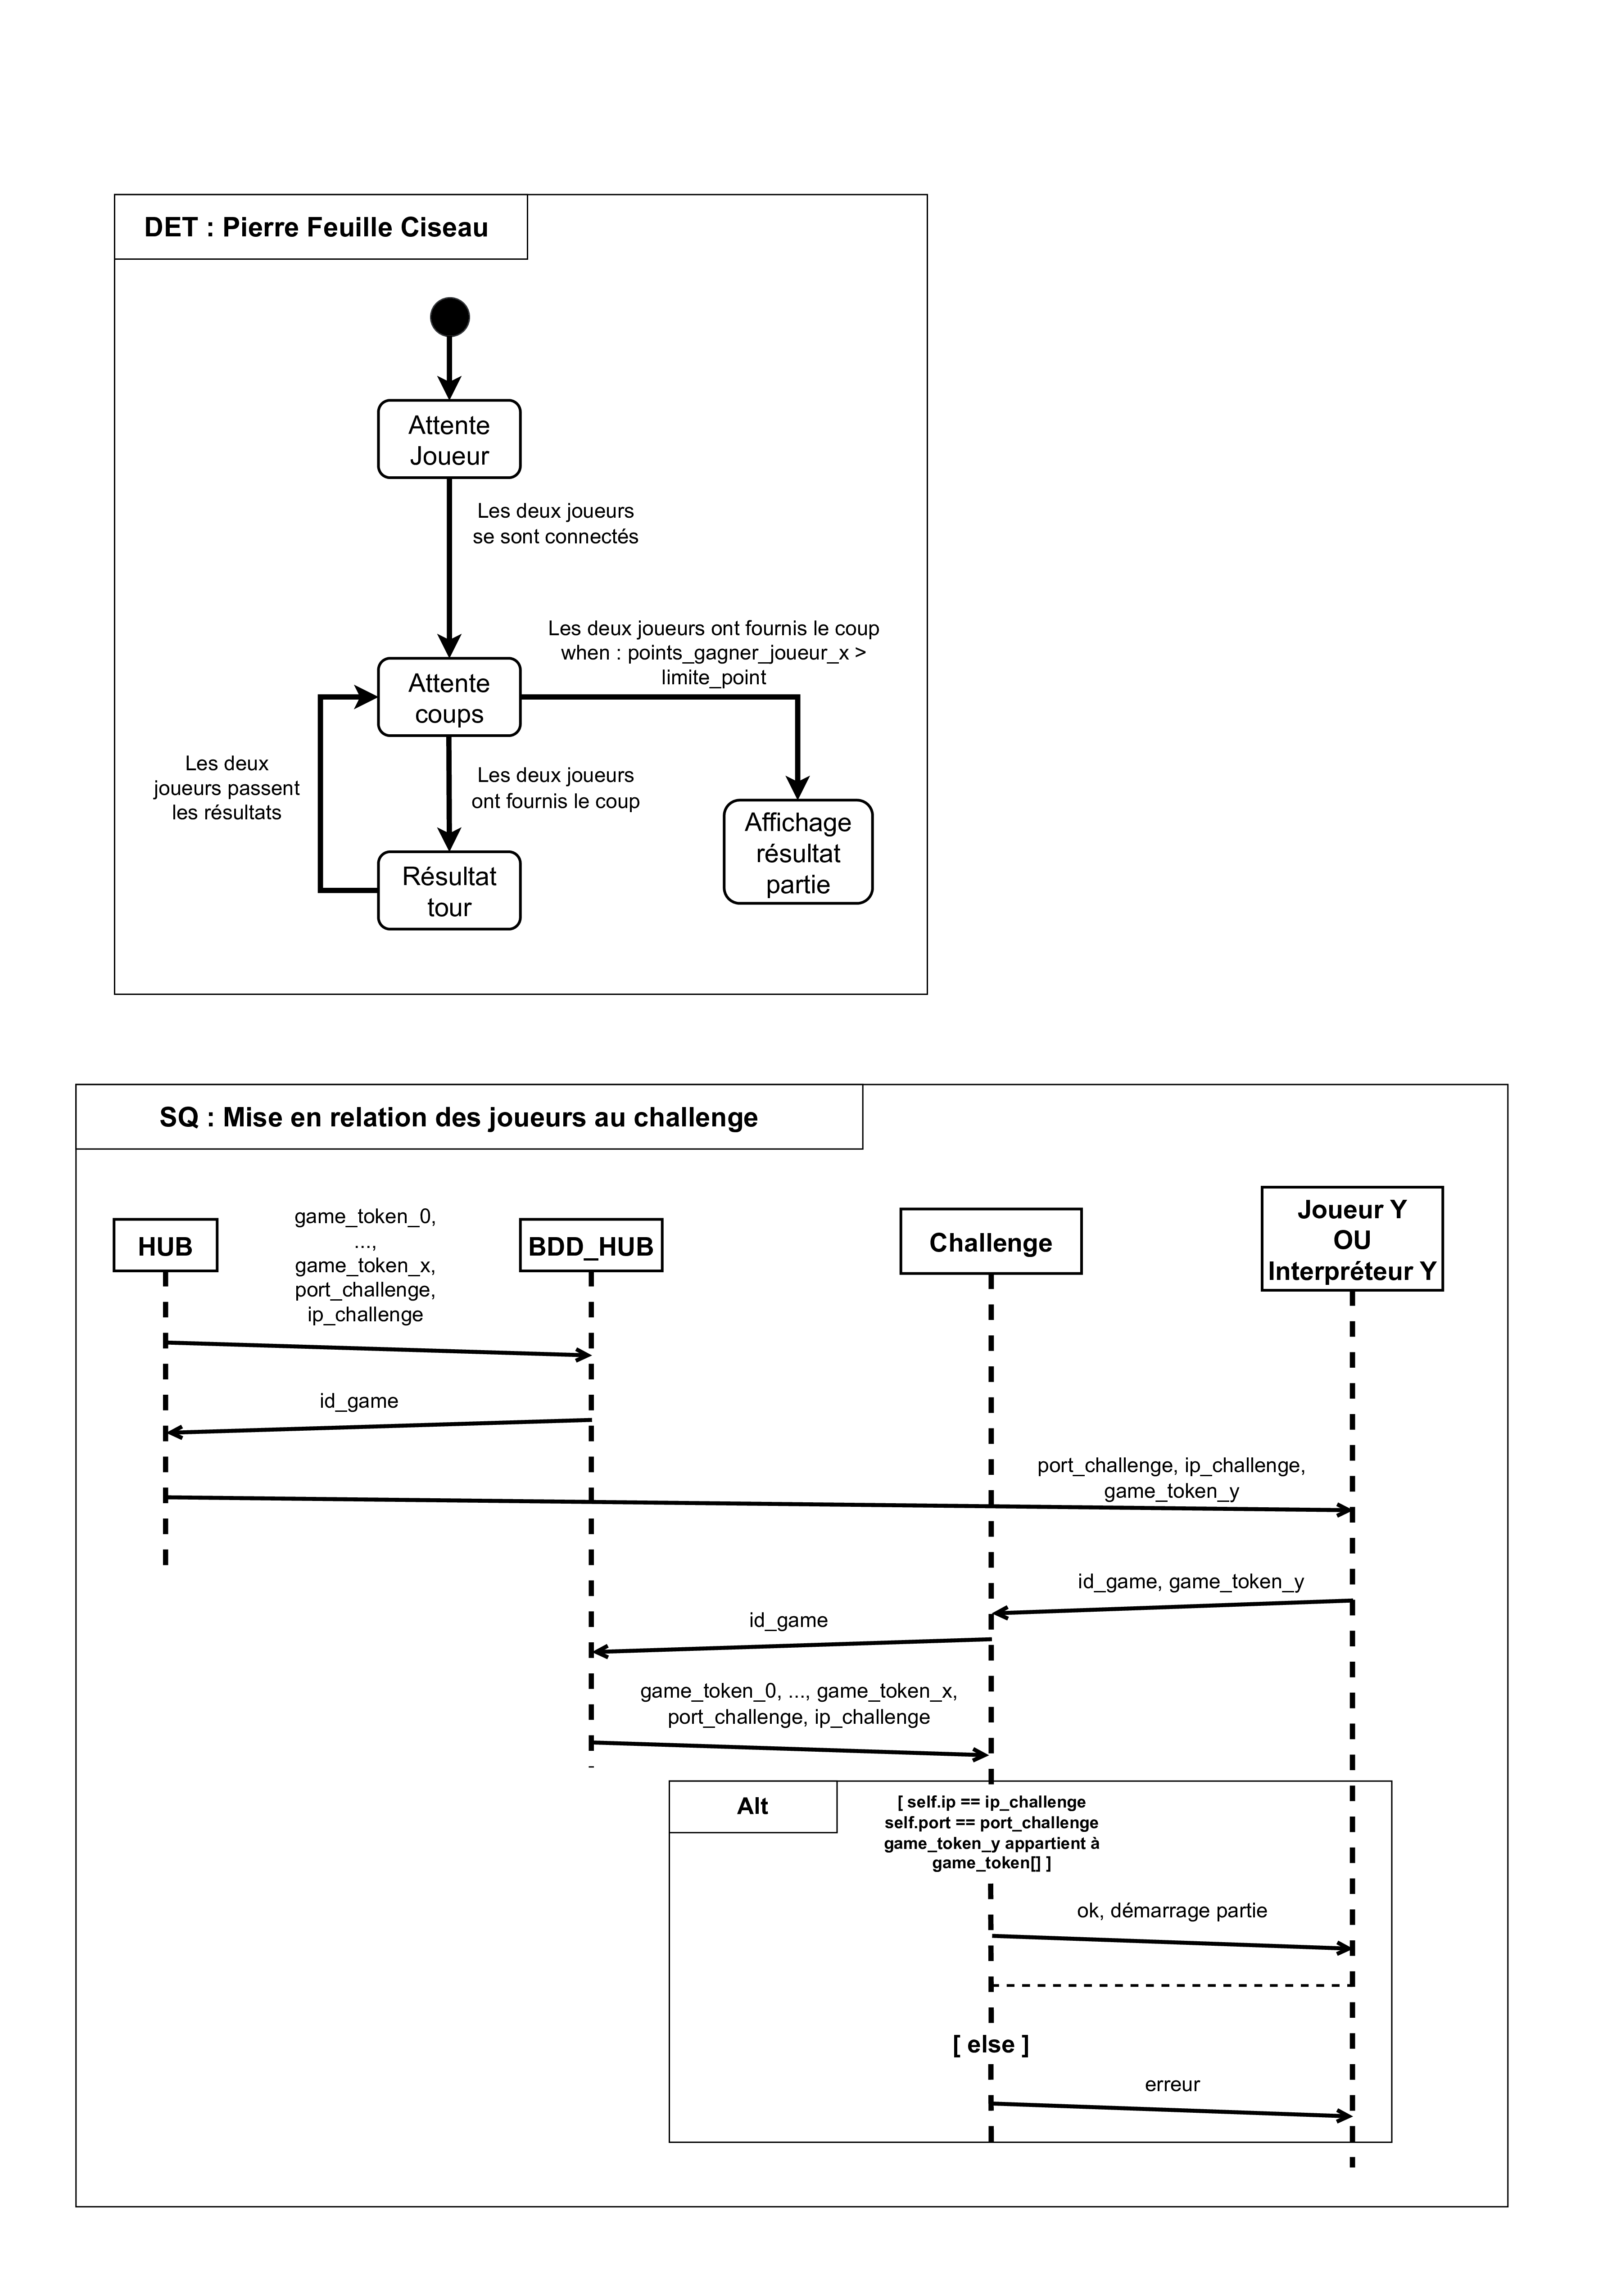 DET : Pierre Feuille Ciseau
Attente
Joueur
Les deux joueurs
se sont connectés
Les deux joueurs ont fournis le coup
when : points_gagner_joueur_x >
limite_point
Attente
coups
Les deux
joueurs passent
les résultats
Les deux joueurs
ont fournis le coup
Affichage
résultat
partie
Résultat
tour
SQ : Mise en relation des joueurs au challenge
HUB
game_token_0,
...,
game_token_x,
port_challenge,
ip_challenge
BDD_HUB
Challenge
Joueur Y
OU
Interpréteur Y
id_game
port_challenge, ip_challenge,
game_token_y
id_game, game_token_y
id_game
game_token_0, ..., game_token_x,
port_challenge, ip_challenge
Alt
[ self.ip == ip_challenge
self.port == port_challenge
game_token_y appartient à
game_token[] ]
ok, démarrage partie
[ else ]
erreur